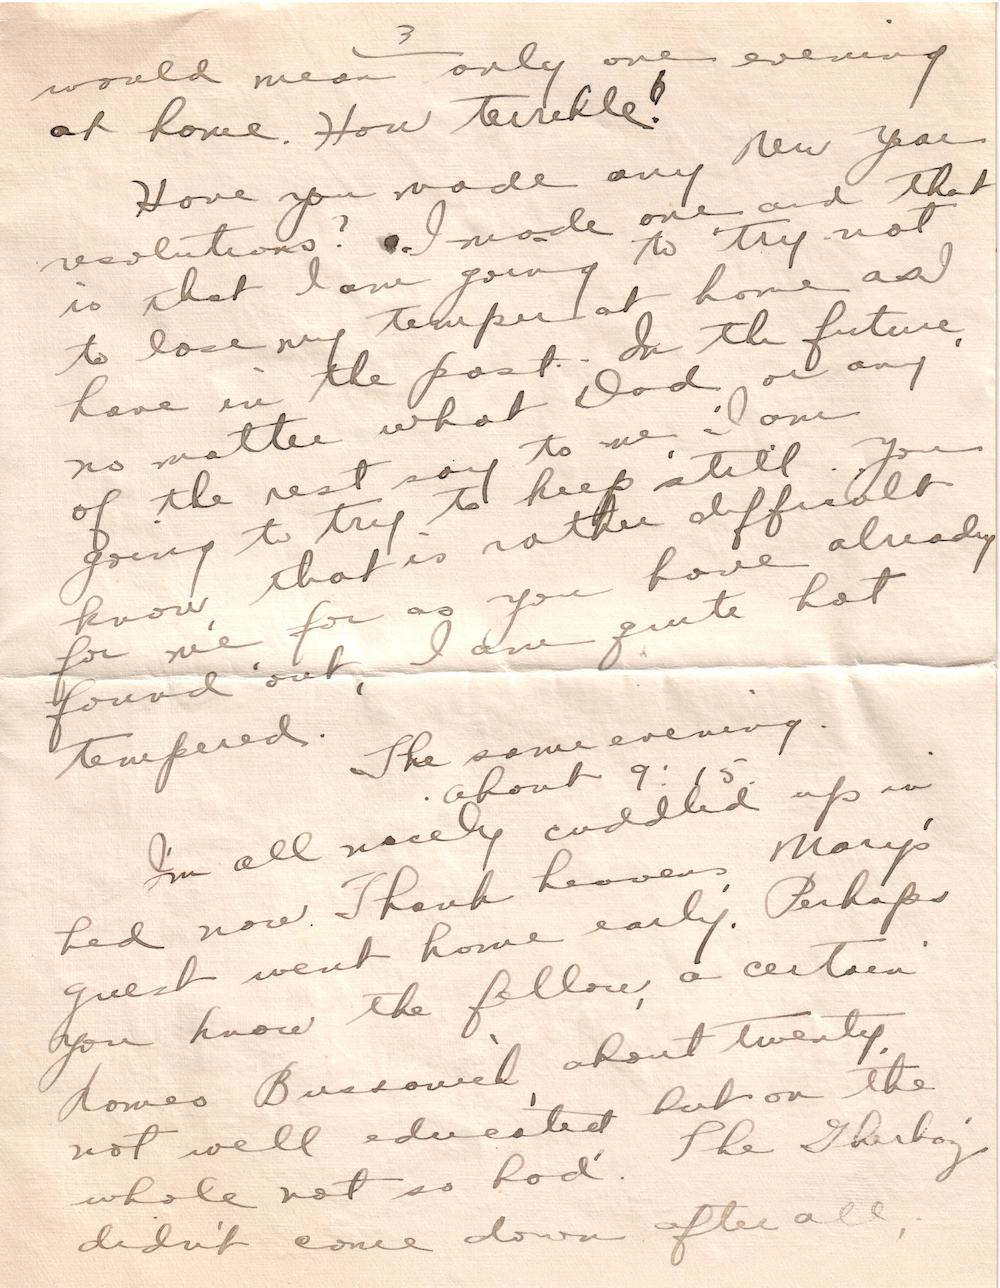 3
would mean only one evening
at home. How terrible!
Have you made any New Year
resolutions? I made one and that
is that I am going to try not
to lose my temper at home as I
have in the past. In the future,
no matter what Dad or any
of the rest say to me, I am
going to try to keep still. You
know, that is rather difficult
for me for as you have already
found out, I am quite hot
tempered.
The same evening.
about 9:15.
I'm all nicely cuddled up in
bed now. Thank heavens, Mary's
guest went home early. Perhaps
you know the fellow, a certain
about twenty,
not well educated but on the
whole not so bad. The
didn't come down after all,